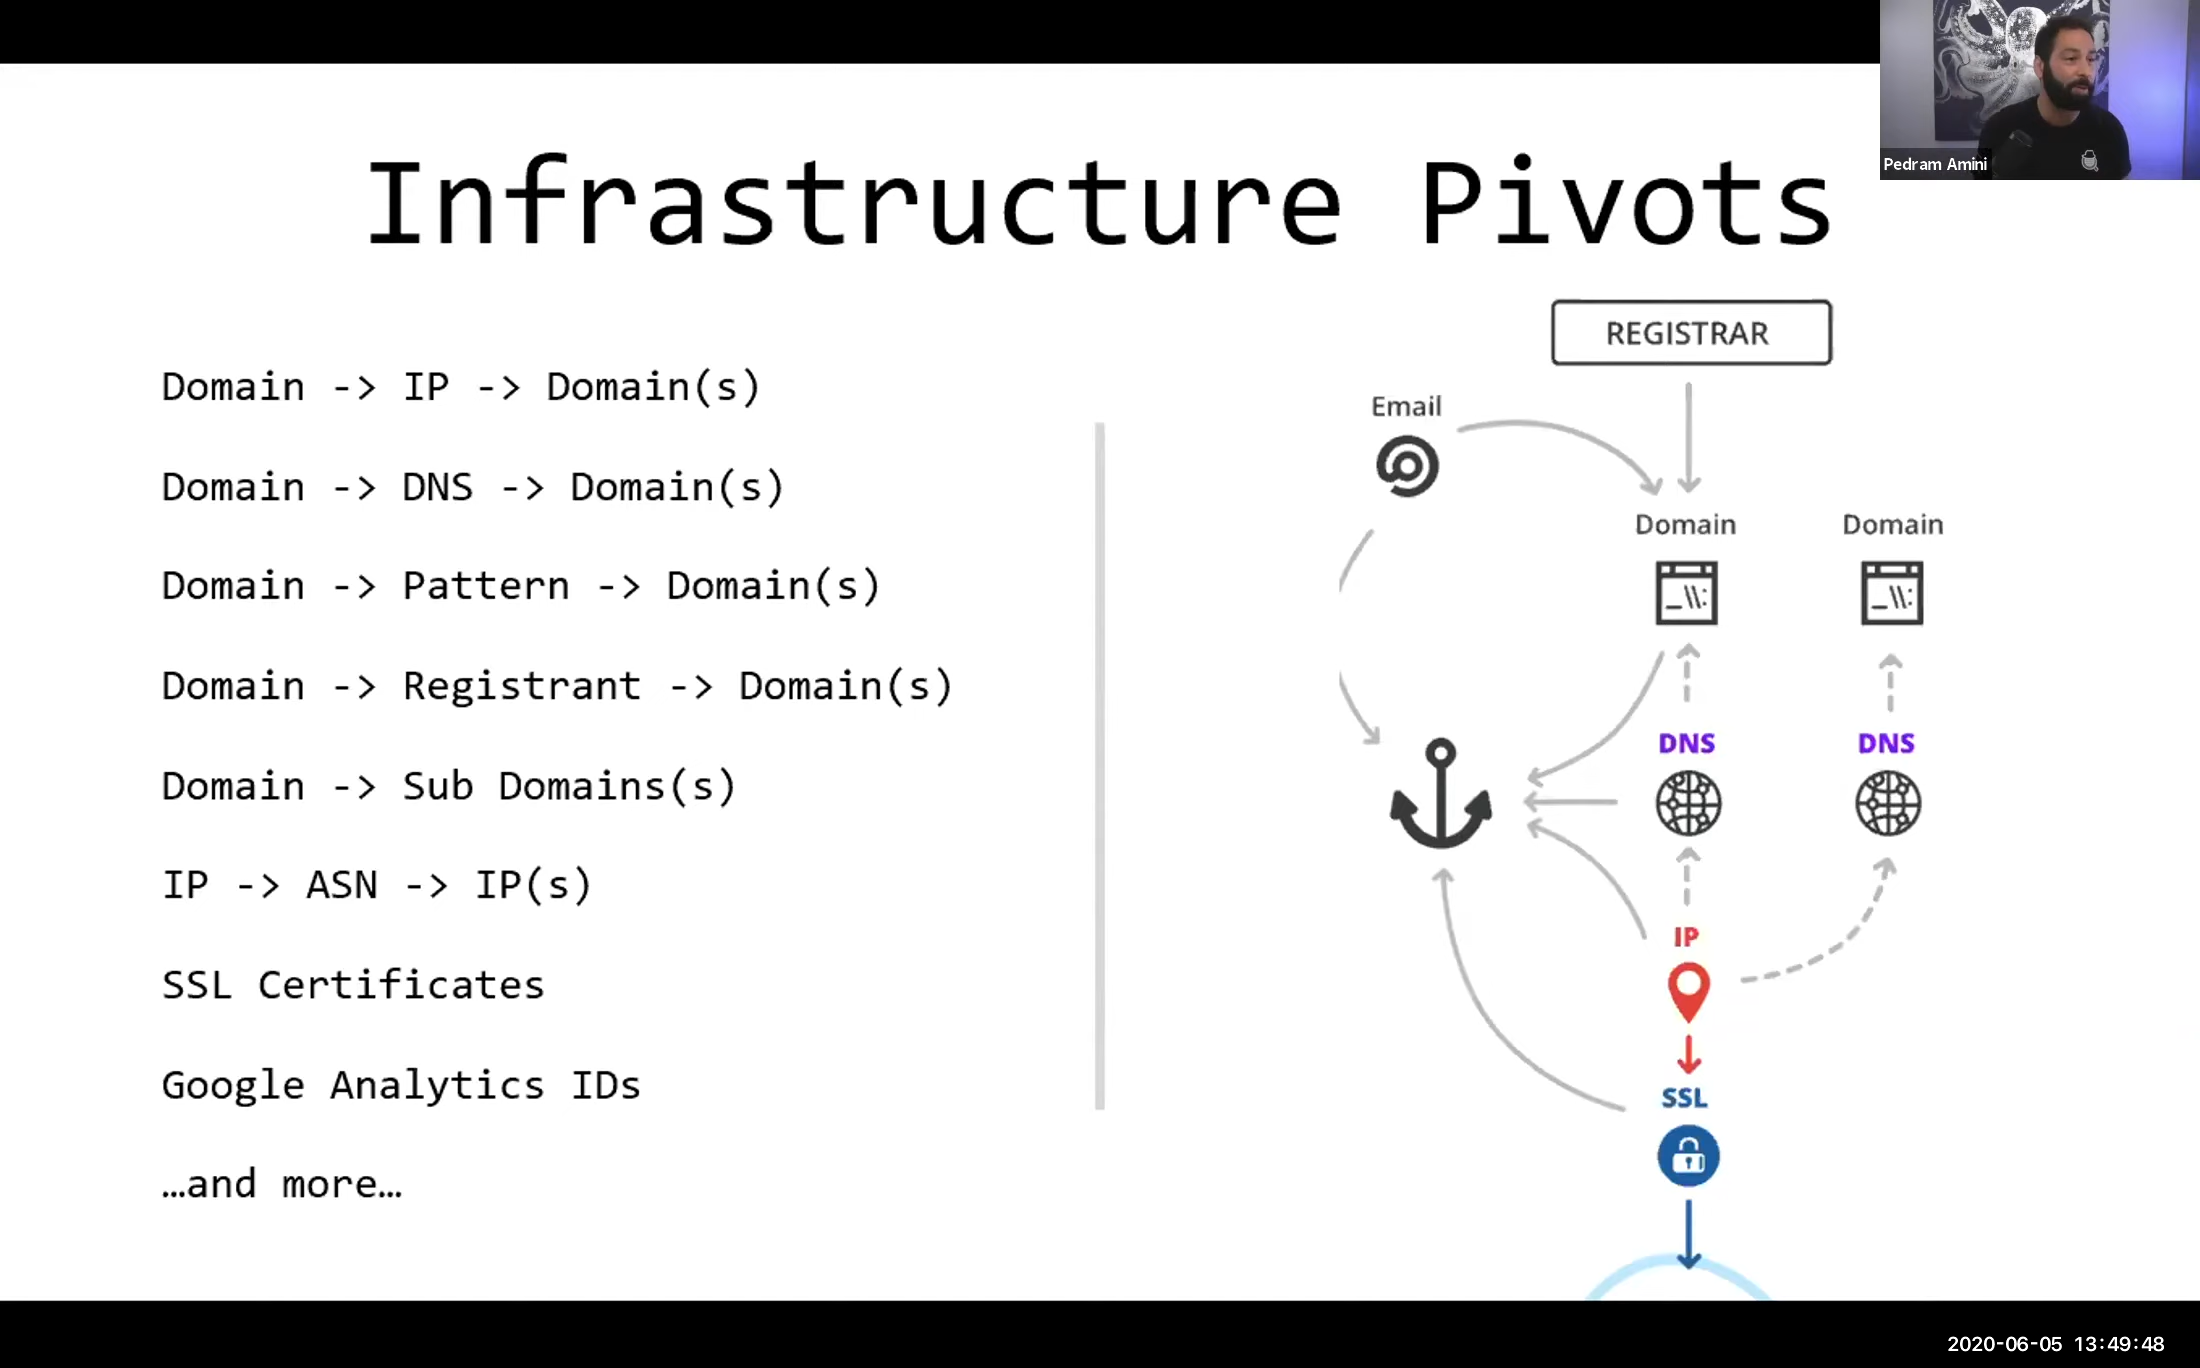 Pedram Amini
Infrastructure Pivots
Domain -> IP -> Domain(s)
Domain -> DNS -> Domain(s)
Domain -> Pattern -> Domain(s)
Domain -> Registrant -> Domain(s)
Domain -> Sub Domains(s)
IP -> ASN -> IP(s)
SSL Certificates
Google Analytics IDs
…and more…
REGISTRAR
Email
Domain
Domain
_\\:
_\\:
DNS
DNS
IP
SSL
2020-06-05 13:49:48